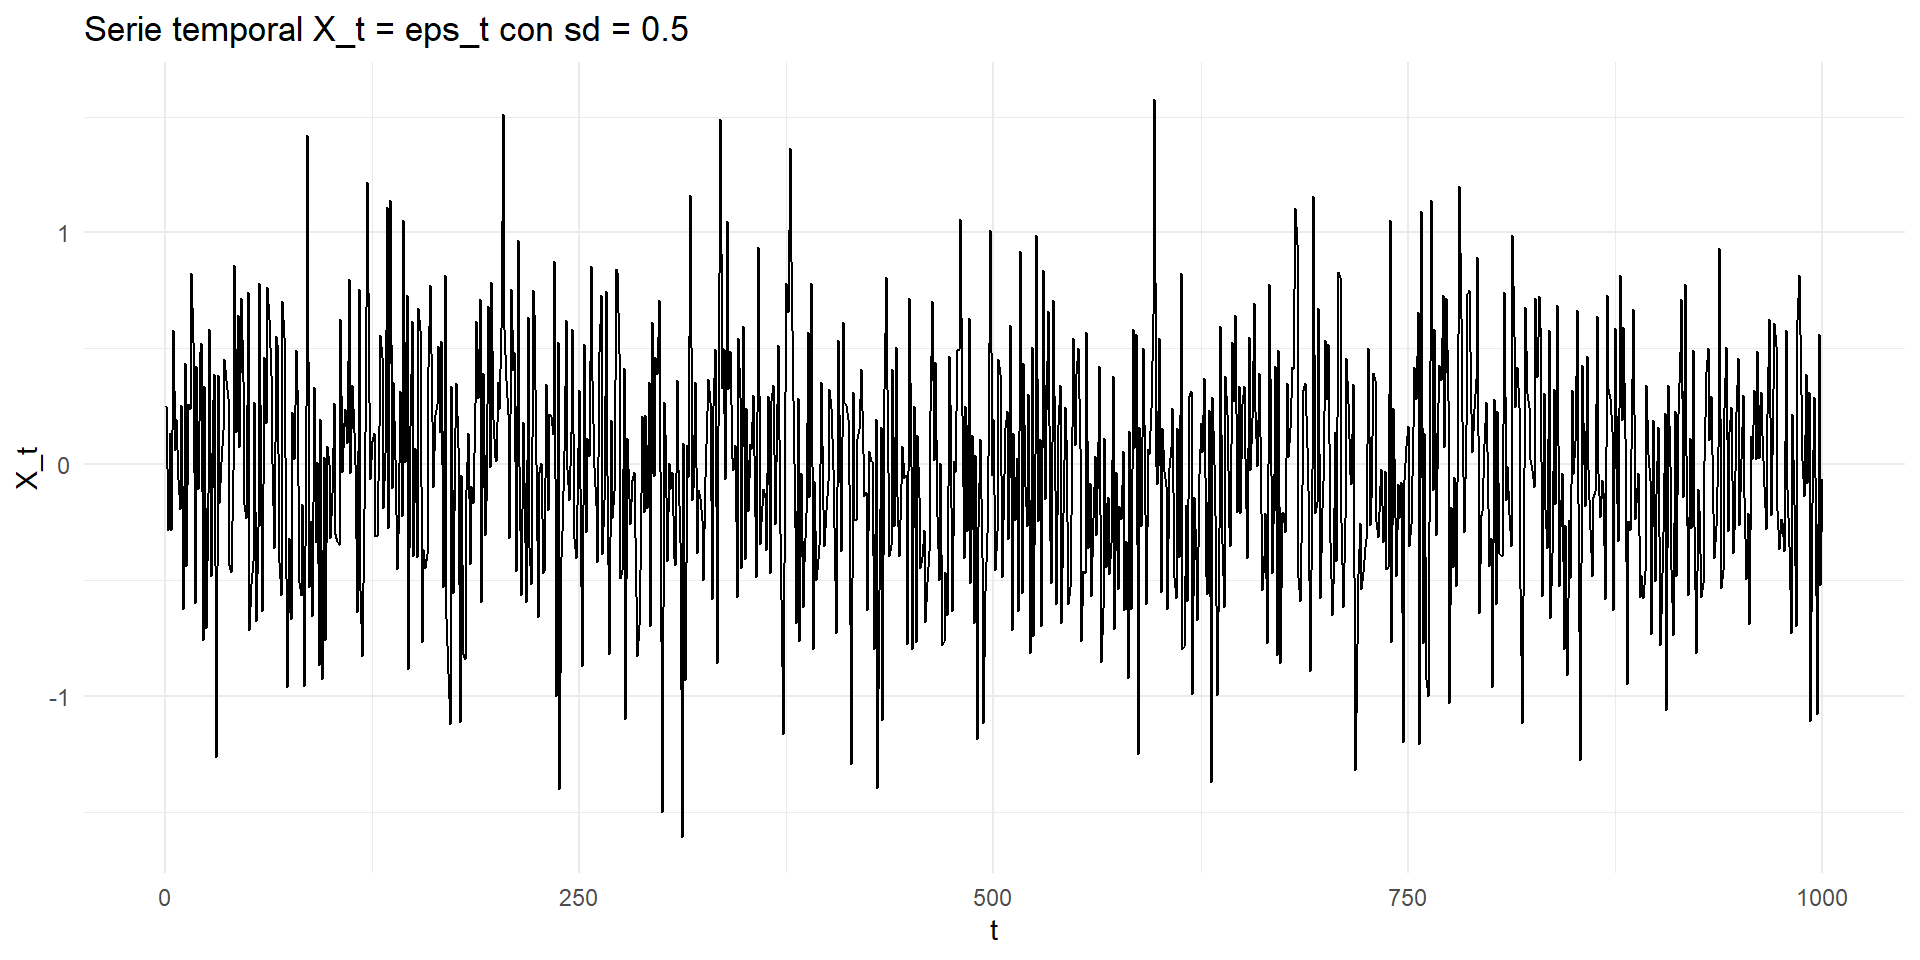 Serie temporal X_t = eps_t con sd = 0.5
X_t
1
0
-1
0 250 500 750 1000
t